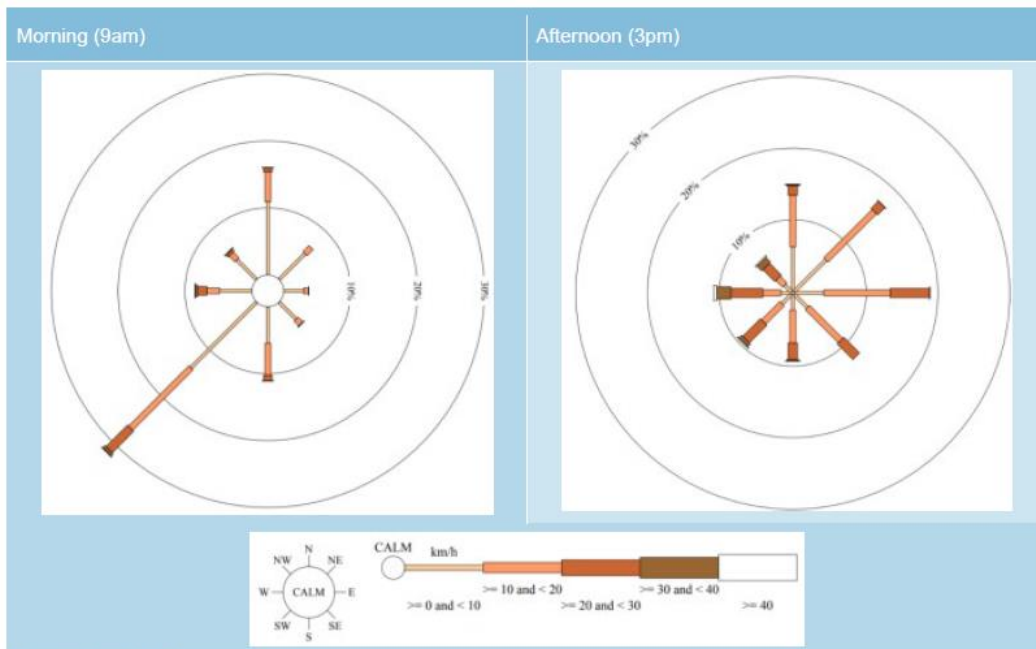 Morning (9am)
Afternoon (3pm)
10%
20%
30%
30%
20%
10%
N
NW
NE
W
CALM
E
SW
SE
S
CALM
km/h
>= 10 and < 20
>= 30 and < 40
>= 0 and < 10
>= 20 and < 30
>= 40